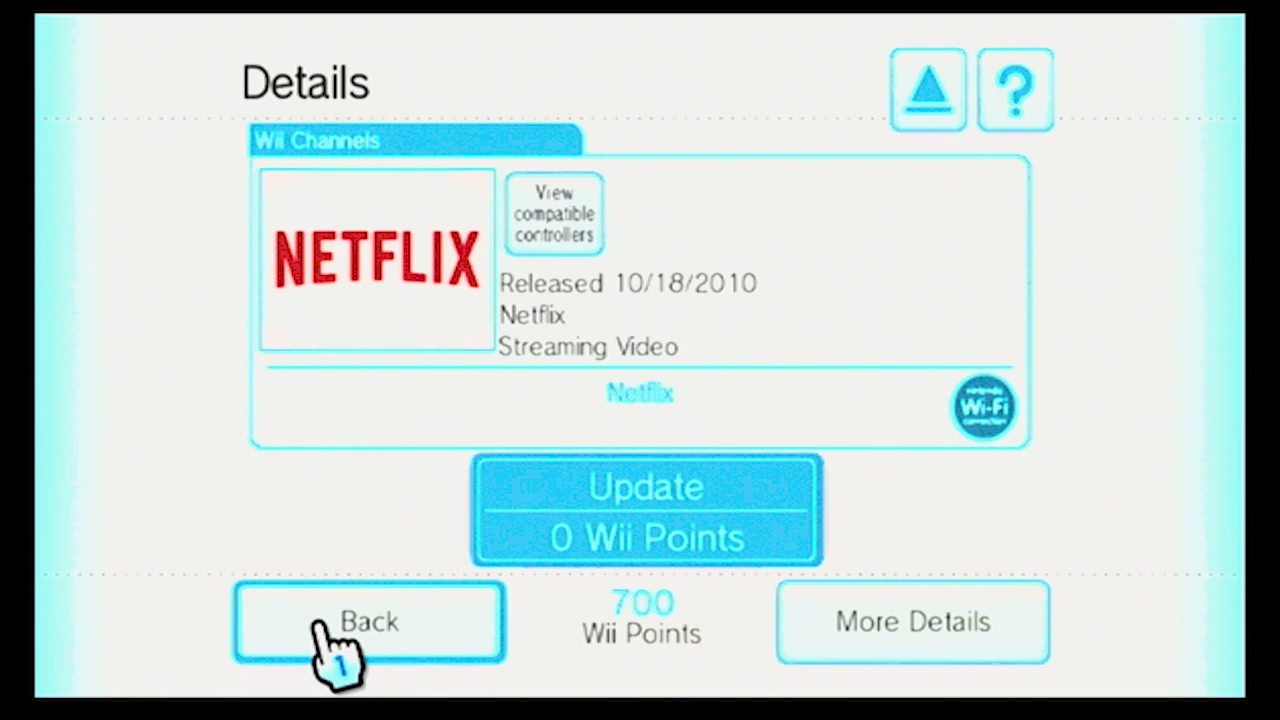 Details
?
Wii Channels
NETFLIX
View
compatible
controllers
Released 10/18/2010
Netflix
Streaming Video
Netflix
Wi-Fi
connection
Update
0 Wii Points
Back
1
700
Wii Points
More Details